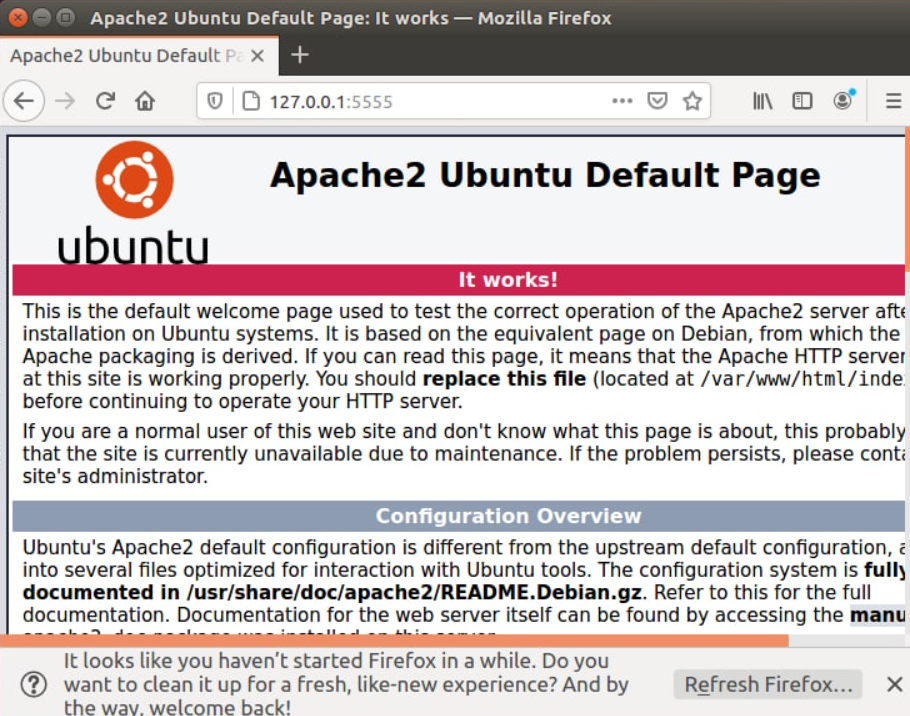 Apache2 Ubuntu Default Page: It works — Mozilla Firefox
Apache2 Ubuntu Default Pa
127.0.0.1:5555
ubuntu
Apache2 Ubuntu Default Page
It works!
This is the default welcome page used to test the correct operation of the Apache2 server afte
installation on Ubuntu systems. It is based on the equivalent page on Debian, from which the
Apache packaging is derived. If you can read this page, it means that the Apache HTTP server
at this site is working properly. You should replace this file (located at /var/www/html/inde
before continuing to operate your HTTP server.
If you are a normal user of this web site and don't know what this page is about, this probably
that the site is currently unavailable due to maintenance. If the problem persists, please conta
site's administrator.
Configuration Overview
Ubuntu's Apache2 default configuration is different from the upstream default configuration, a
into several files optimized for interaction with Ubuntu tools. The configuration system is fully
documented in /usr/share/doc/apache2/README.Debian.gz. Refer to this for the full
documentation. Documentation for the web server itself can be found by accessing the manu
apache2-doc package was installed on this server.
It looks like you haven’t started Firefox in a while. Do you
want to clean it up for a fresh, like-new experience? And by
the way, welcome back!
Refresh Firefox...